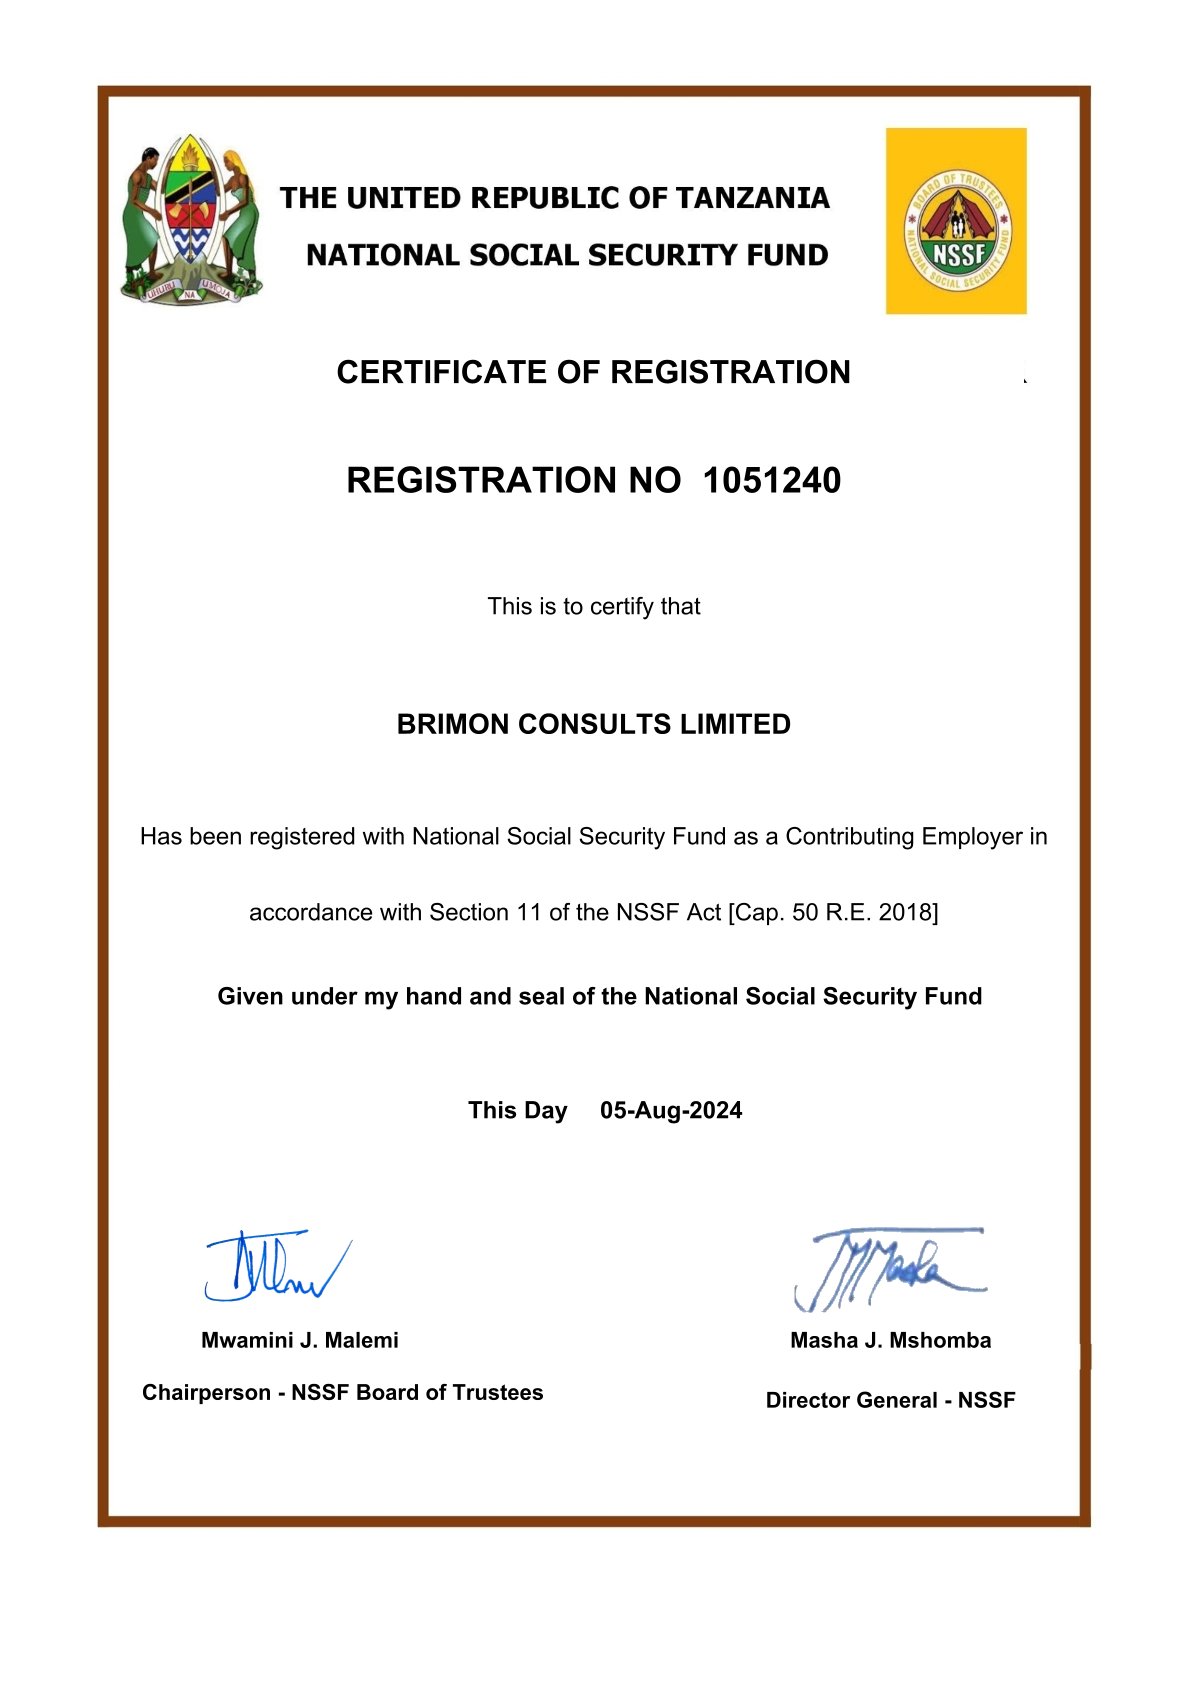 THE UNITED REPUBLIC OF TANZANIA
NATIONAL SOCIAL SECURITY FUND
UHURU NA UMOJA
BOARD OF TRUSTEES
NSSF
NATIONAL SOCIAL SECURITY FUND
CERTIFICATE OF REGISTRATION
REGISTRATION NO 1051240
This is to certify that
BRIMON CONSULTS LIMITED
Has been registered with National Social Security Fund as a Contributing Employer in
accordance with Section 11 of the NSSF Act [Cap. 50 R.E. 2018]
Given under my hand and seal of the National Social Security Fund
This Day 05-Aug-2024
Mwamini J. Malemi
Masha J. Mshomba
Chairperson - NSSF Board of Trustees
Director General - NSSF